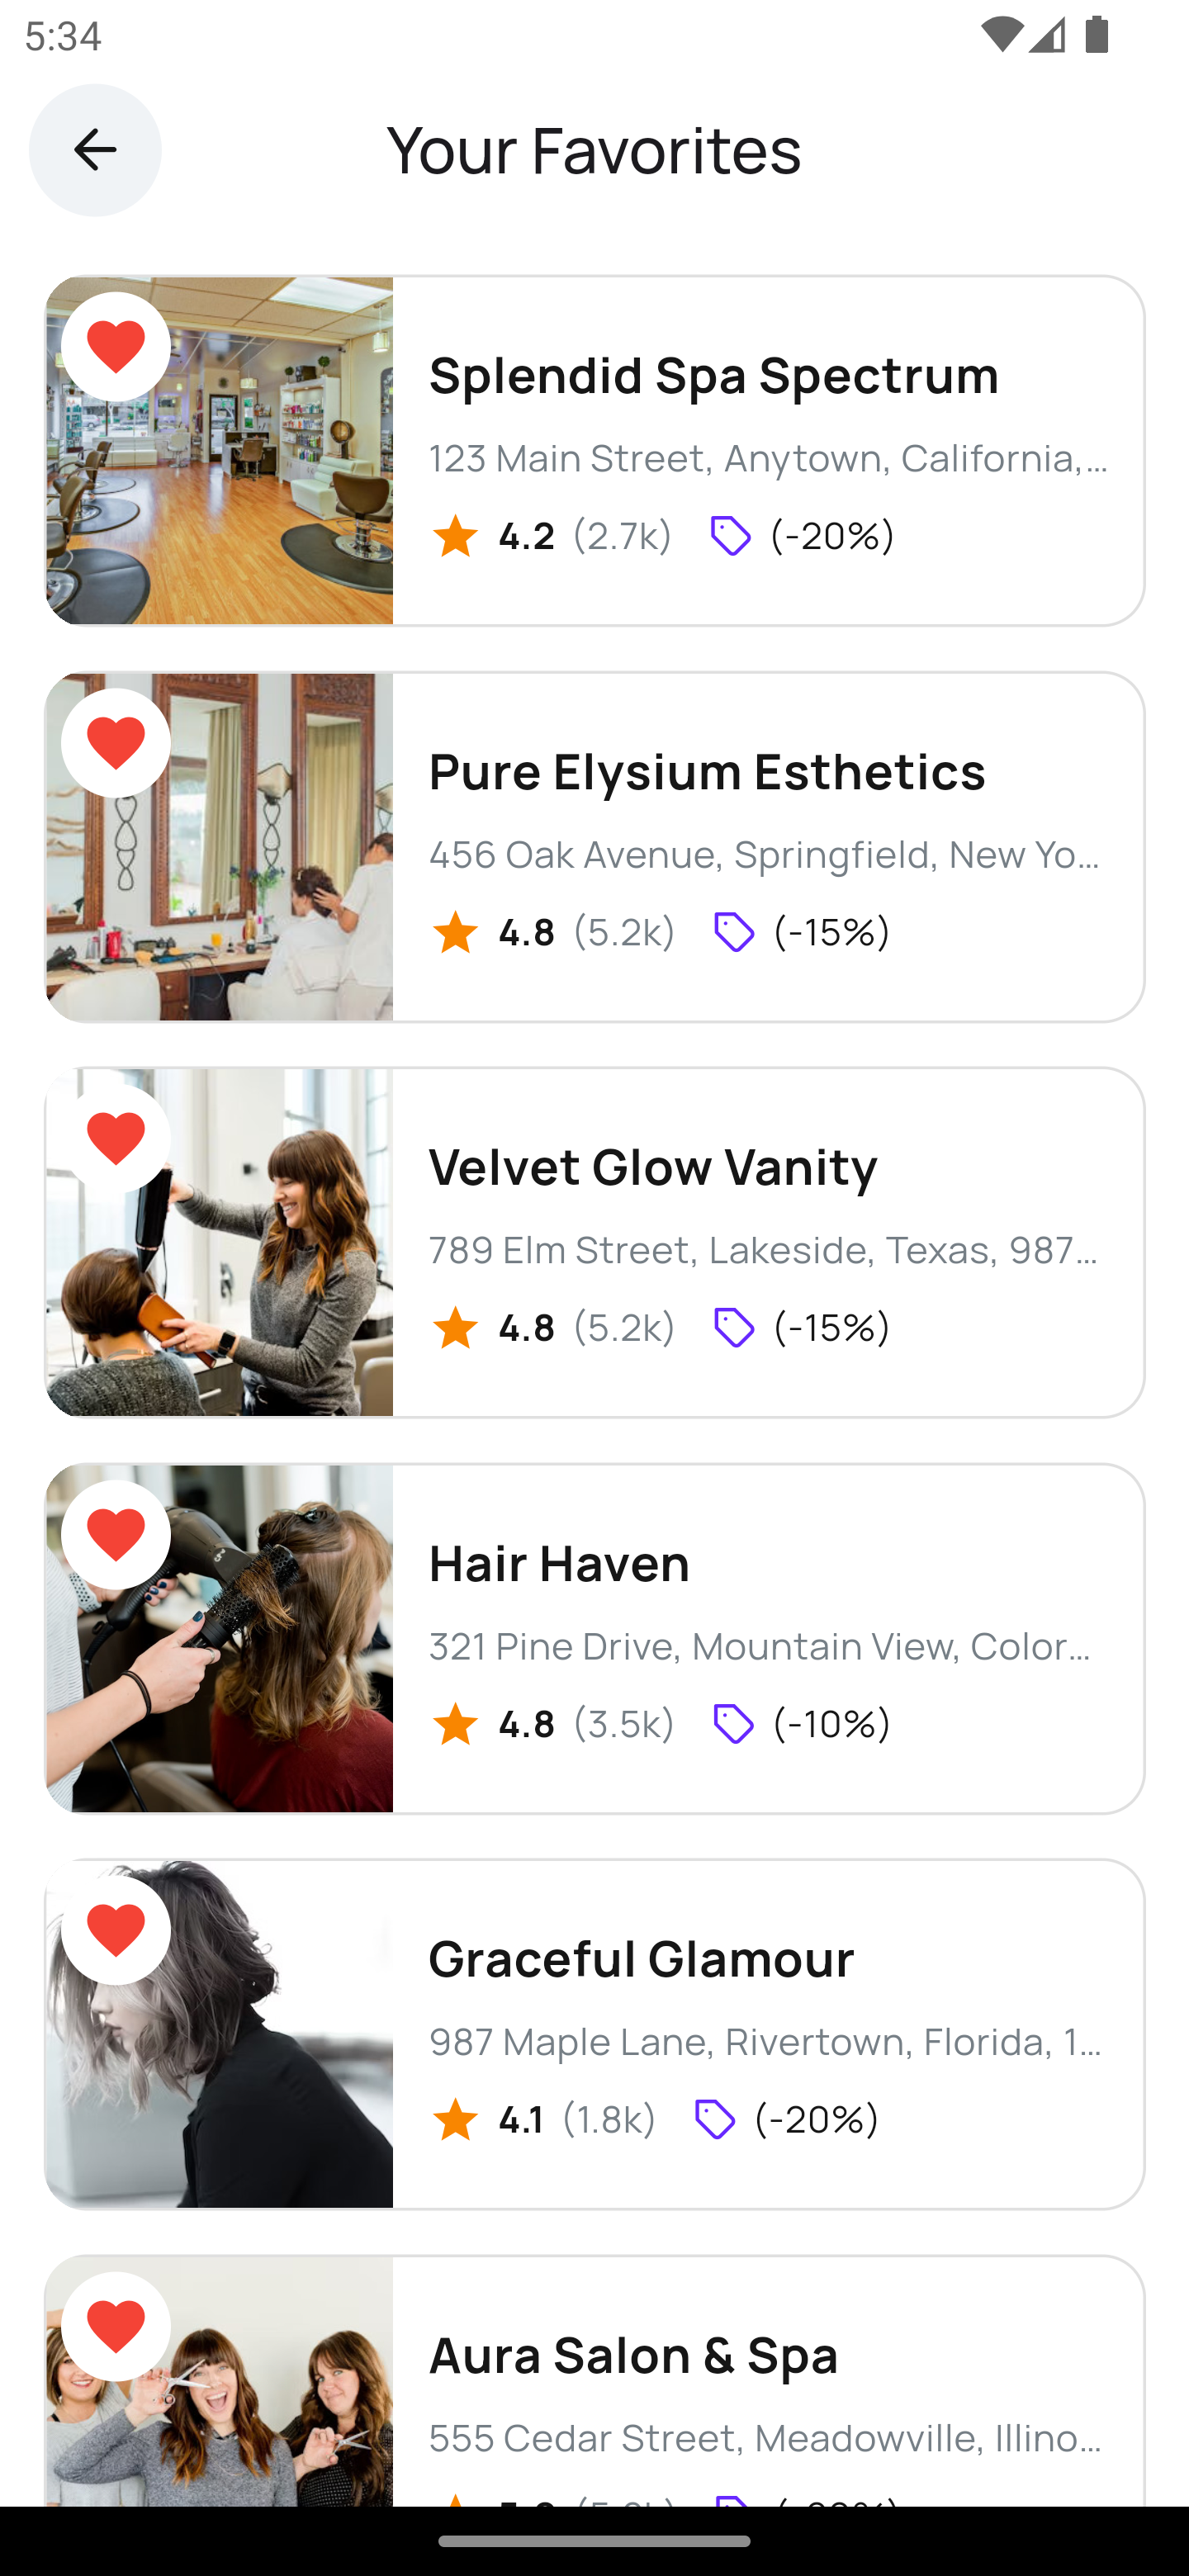 5:34
Your Favorites
Splendid Spa Spectrum
123 Main Street, Anytown, California,...
4.2 (2.7k) (-20%)
Pure Elysium Esthetics
456 Oak Avenue, Springfield, New Yo...
4.8 (5.2k) (-15%)
Velvet Glow Vanity
789 Elm Street, Lakeside, Texas, 987...
4.8 (5.2k) (-15%)
Hair Haven
321 Pine Drive, Mountain View, Color...
4.8 (3.5k) (-10%)
Graceful Glamour
987 Maple Lane, Rivertown, Florida, 1...
4.1 (1.8k) (-20%)
Aura Salon & Spa
555 Cedar Street, Meadowville, Illino...